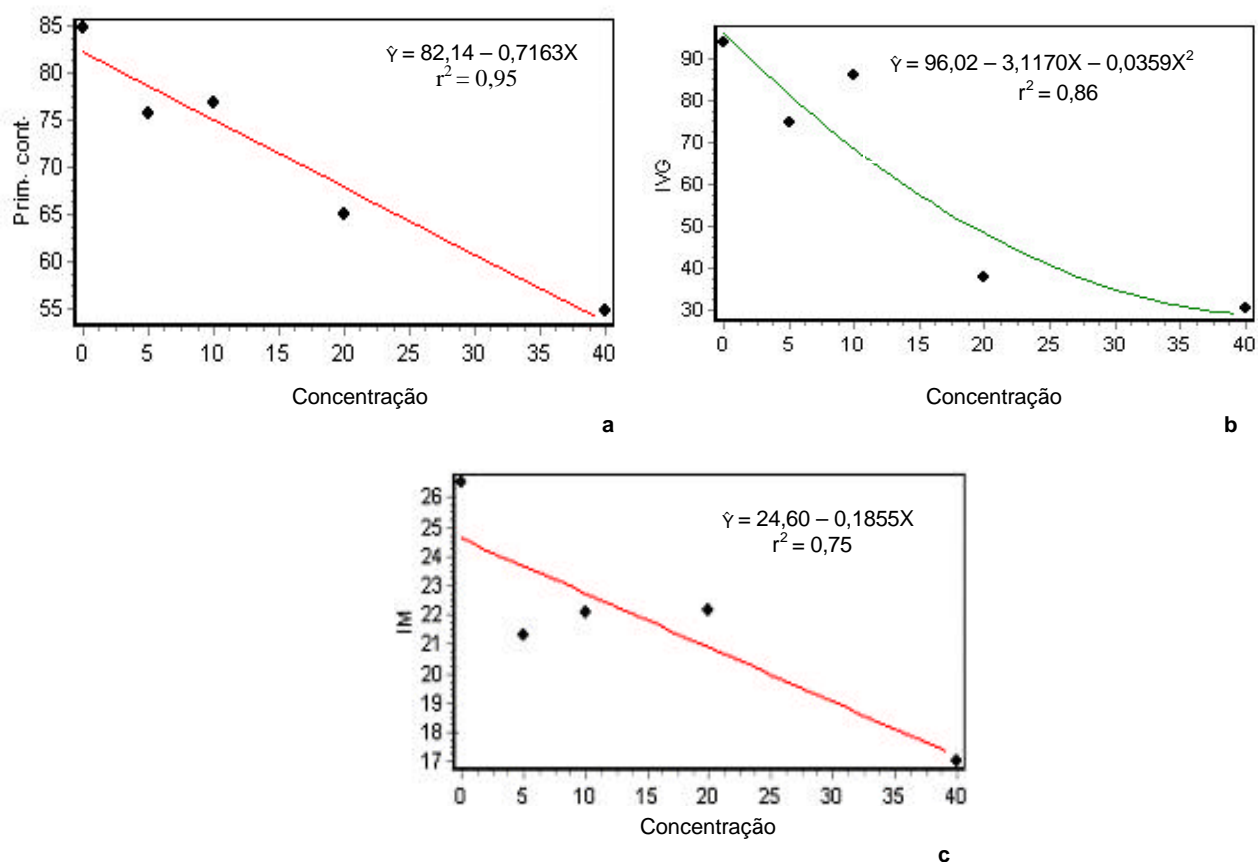 85
80
75
70
65
60
55
Prim. cont.
ŷ = 82,14 – 0,7163X
r² = 0,95
0 5 10 15 20 25 30 35 40
Concentração
a
90
80
70
60
50
40
30
IVG
ŷ = 96,02 – 3,1170X – 0,0359X²
r² = 0,86
0 5 10 15 20 25 30 35 40
Concentração
b
26
25
24
23
22
21
20
19
18
17
IM
ŷ = 24,60 – 0,1855X
r² = 0,75
0 5 10 15 20 25 30 35 40
Concentração
c